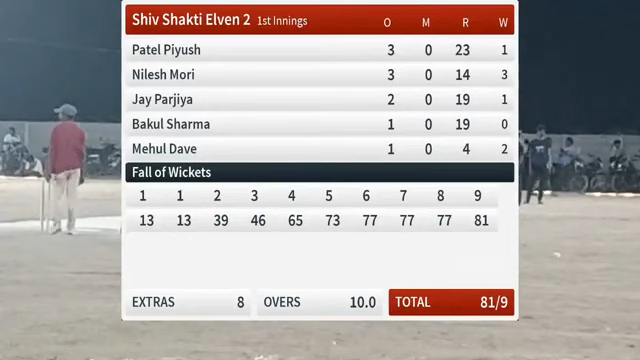 Shiv Shakti Elven 2 1st Innings O M R W
Patel Piyush 3 0 23 1
Nilesh Mori 3 0 14 3
Jay Parjiya 2 0 19 1
Bakul Sharma 1 0 19 0
Mehul Dave 1 0 4 2
Fall of Wickets
1 1 2 3 4 5 6 7 8 9
13 13 39 46 65 73 77 77 77 81
EXTRAS 8 OVERS 10.0 TOTAL 81/9